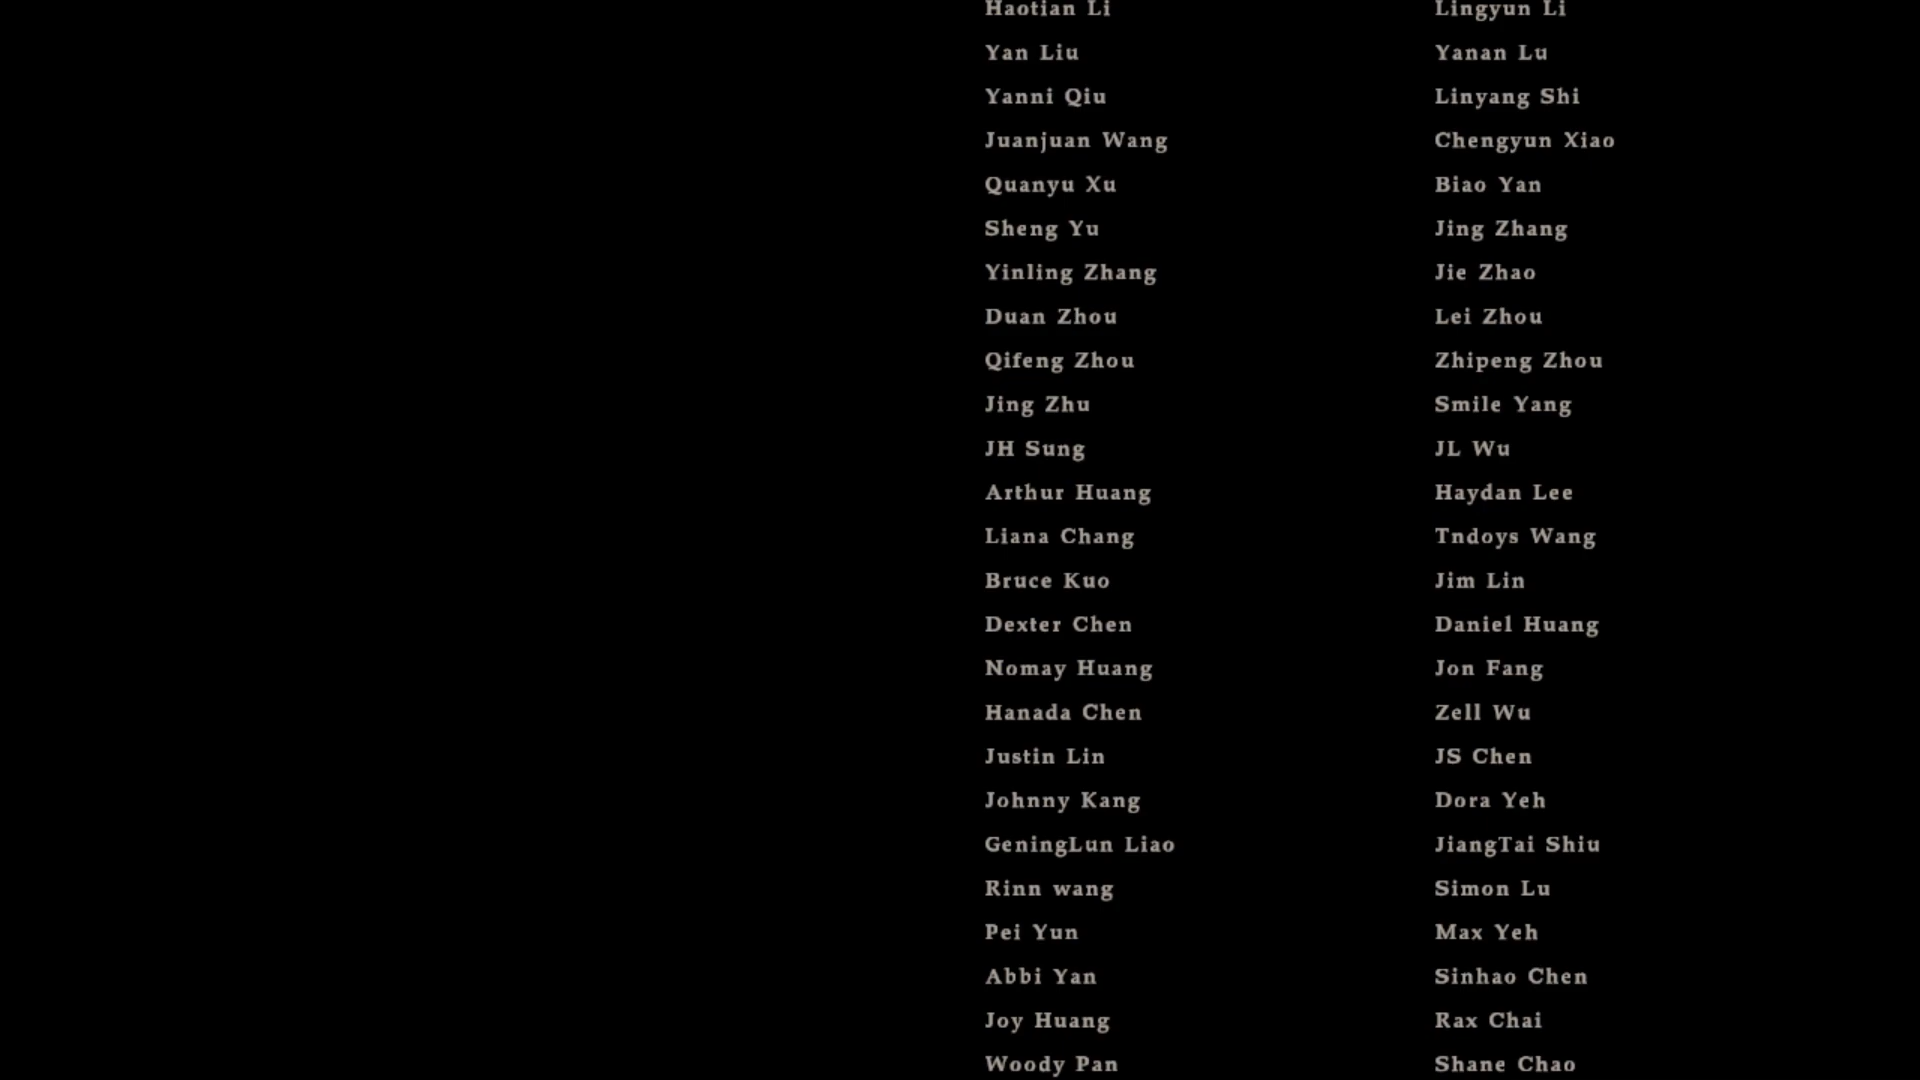 Haotian Li Lingyun Li
Yan Liu Yanan Lu
Yanni Qiu Linyang Shi
Juanjuan Wang Chengyun Xiao
Quanyu Xu Biao Yan
Sheng Yu Jing Zhang
Yinling Zhang Jie Zhao
Duan Zhou Lei Zhou
Qifeng Zhou Zhipeng Zhou
Jing Zhu Smile Yang
JH Sung JL Wu
Arthur Huang Haydan Lee
Liana Chang Tndoys Wang
Bruce Kuo Jim Lin
Dexter Chen Daniel Huang
Nomay Huang Jon Fang
Hanada Chen Zell Wu
Justin Lin JS Chen
Johnny Kang Dora Yeh
GeningLun Liao JiangTai Shiu
Rinn wang Simon Lu
Pei Yun Max Yeh
Abbi Yan Sinhao Chen
Joy Huang Rax Chai
Woody Pan Shane Chao